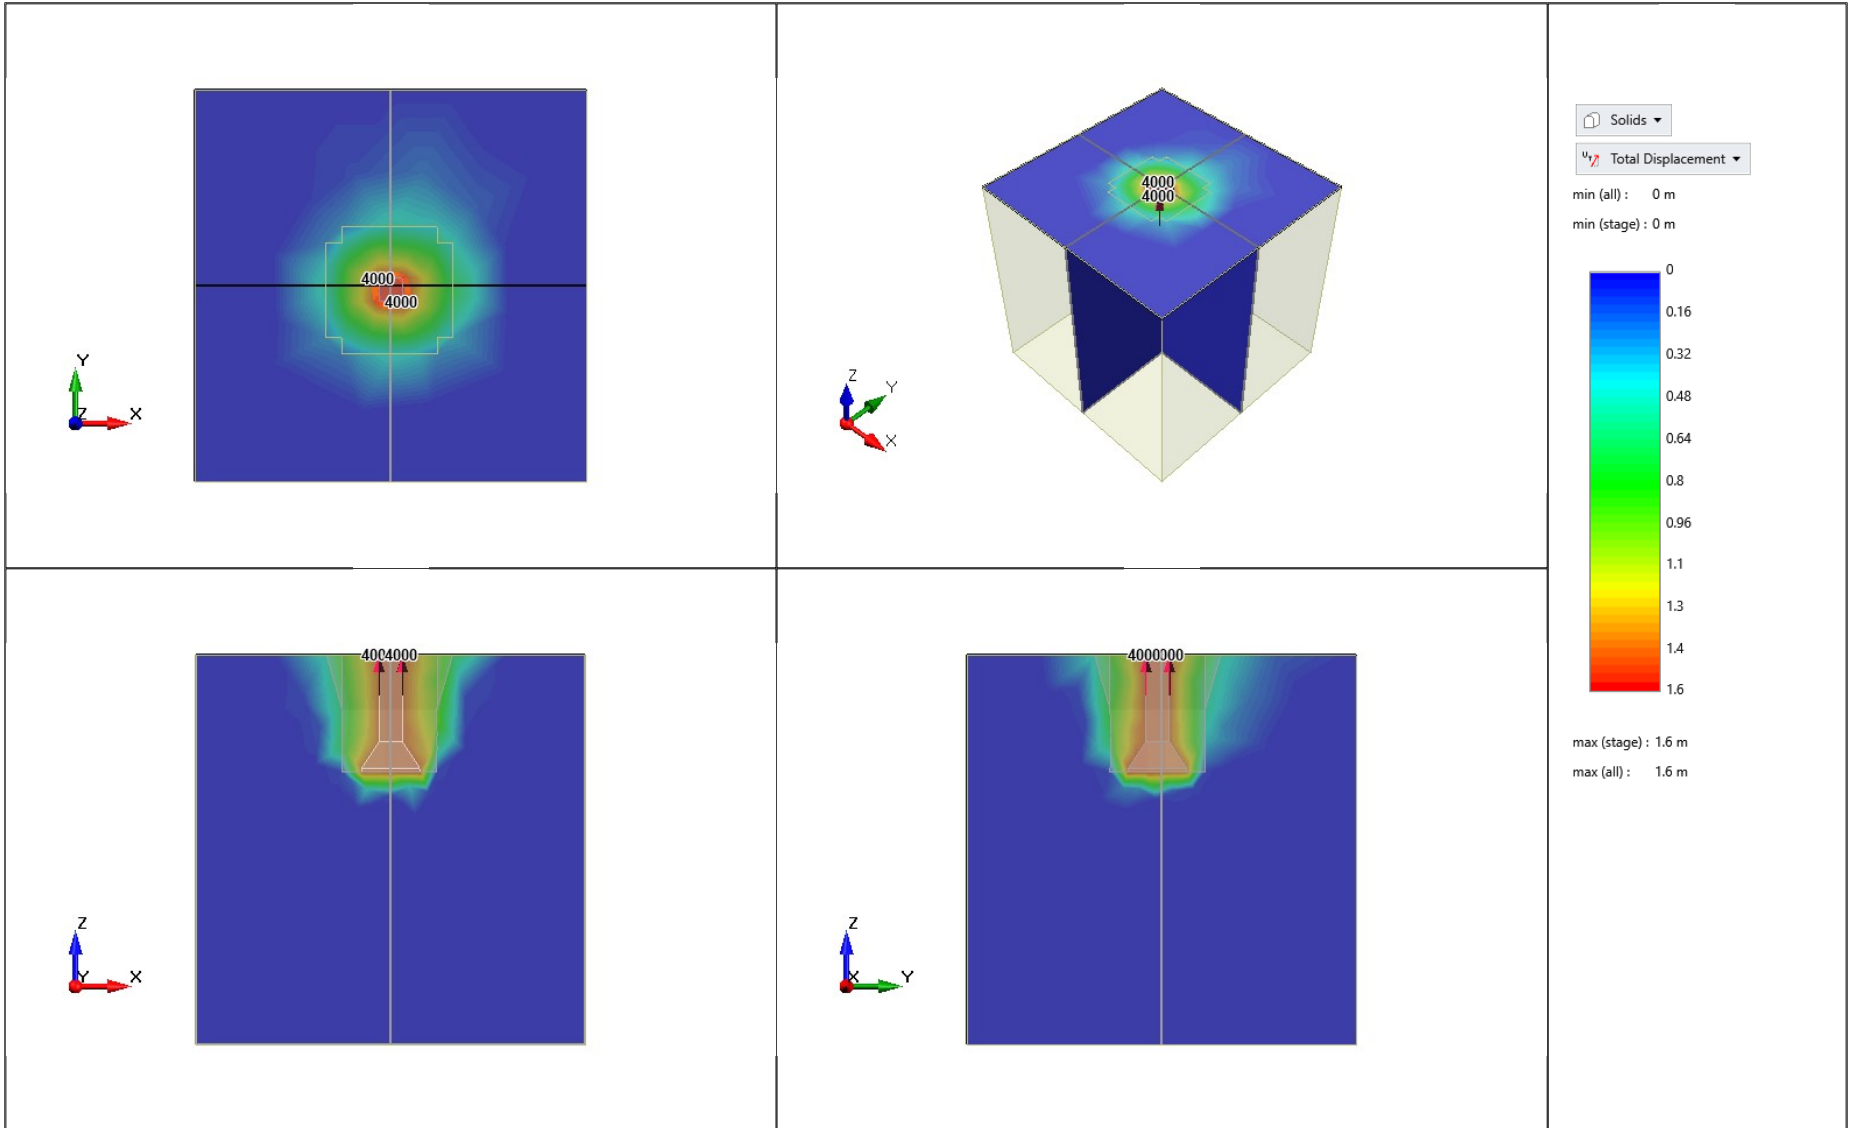 4000
4000
Y
Z
X
4000
4000
Z
Y
X
4004000
Z
Y
X
4000000
Z
X
Y
Solids
Total Displacement
min (all) : 0 m
min (stage) : 0 m
0
0.16
0.32
0.48
0.64
0.8
0.96
1.1
1.3
1.4
1.6
max (stage) : 1.6 m
max (all) : 1.6 m